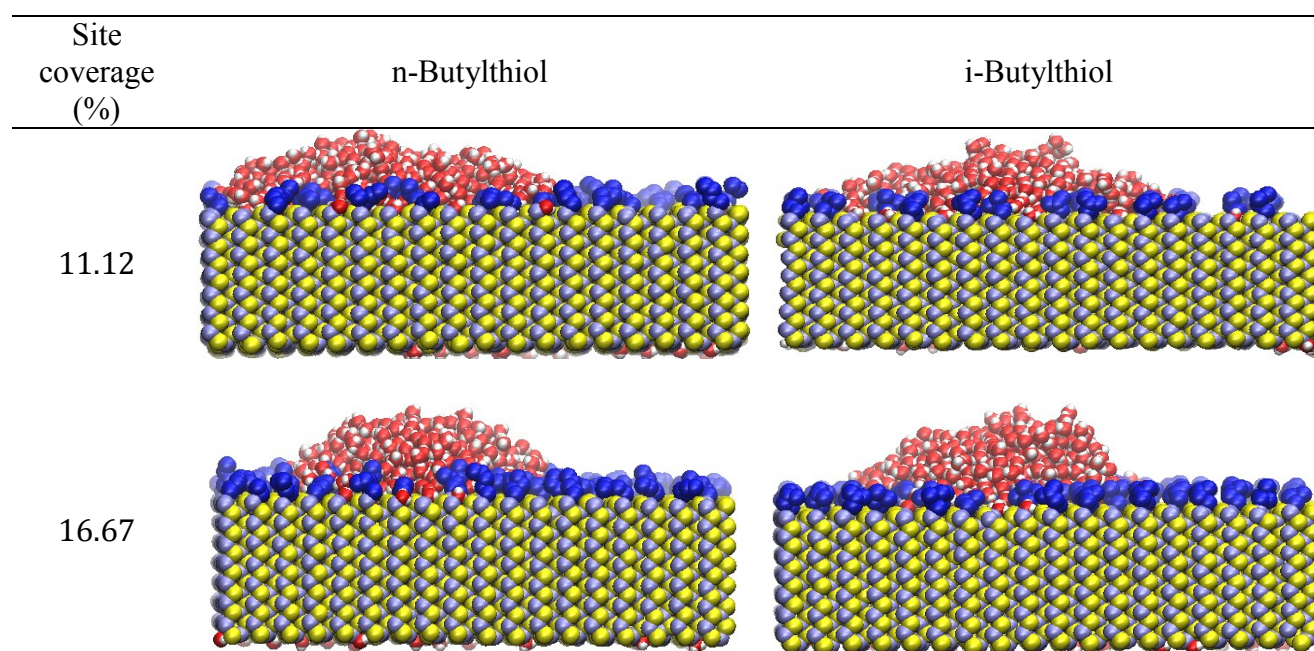 Site
coverage
(%)
n-Butylthiol
i-Butylthiol
11.12
16.67